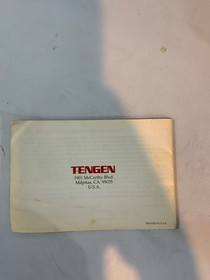 TENGEN
1901 McCarthy Blvd.
Milpitas, CA 95035
U.S.A.